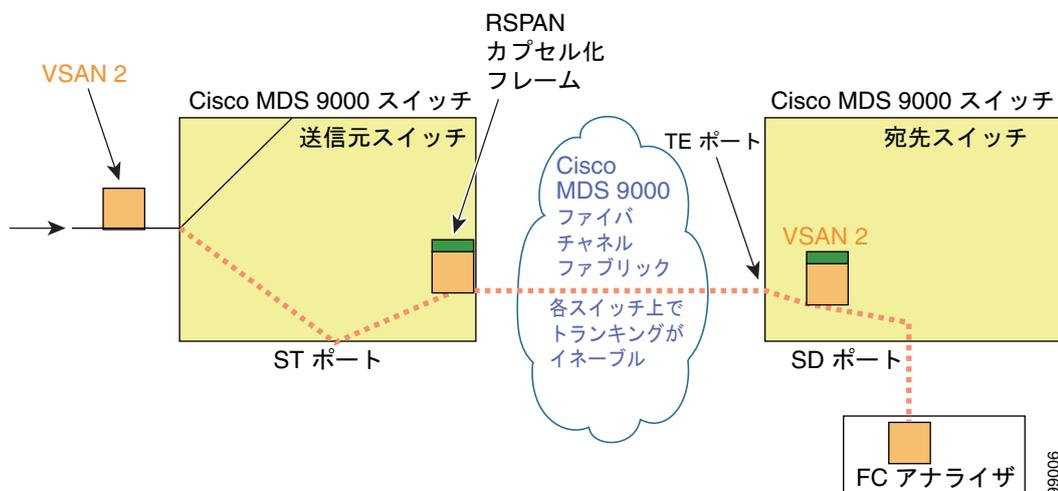 RSPAN
カプセル化
フレーム
VSAN 2
Cisco MDS 9000 スイッチ
送信元スイッチ
Cisco MDS 9000 スイッチ
宛先スイッチ
TE ポート
Cisco
MDS 9000
ファイバ
チャネル
ファブリック
各スイッチ上で
トランキングが
イネーブル
VSAN 2
ST ポート
SD ポート
FC アナライザ